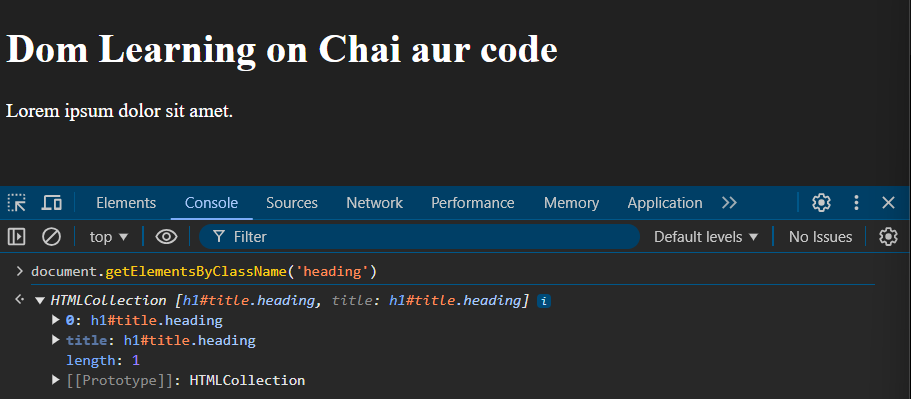 Dom Learning on Chai aur code
Lorem ipsum dolor sit amet.
Elements Console Sources Network Performance Memory Application
top Filter Default levels No Issues
document.getElementsByClassName('heading')
HTMLCollection [h1#title.heading, title: h1#title.heading] i
0: h1#title.heading
title: h1#title.heading
length: 1
[[Prototype]]: HTMLCollection